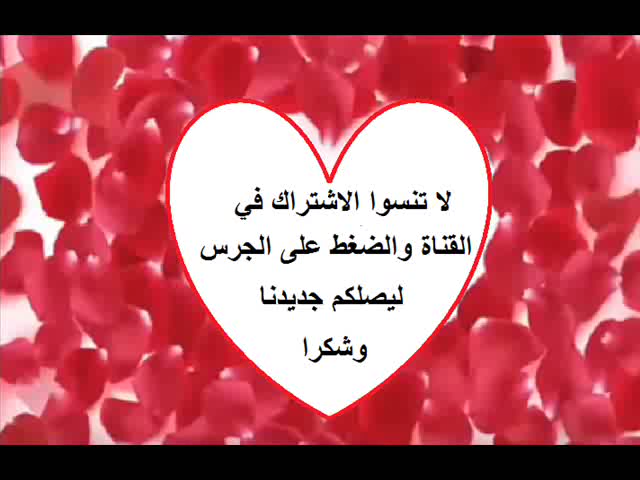 لا تنسوا الاشتراك في
القناة والضغط على الجرس
ليصلكم جديدنا
وشكرا